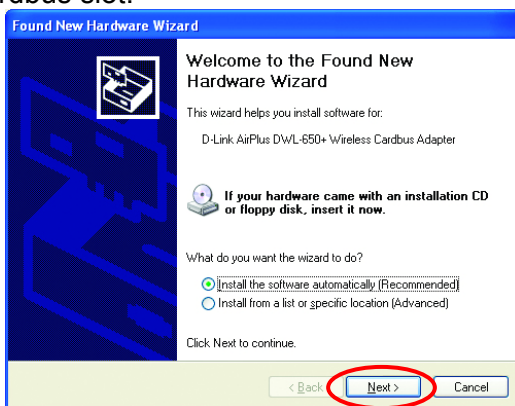 slot.
Found New Hardware Wizard
Welcome to the Found New
Hardware Wizard
This wizard helps you install software for:
D-Link AirPlus DWL-650+ Wireless Cardbus Adapter
If your hardware came with an installation CD
or floppy disk, insert it now.
What do you want the wizard to do?
Install the software automatically (Recommended)
Install from a list or specific location (Advanced)
Click Next to continue.
< Back
Next >
Cancel